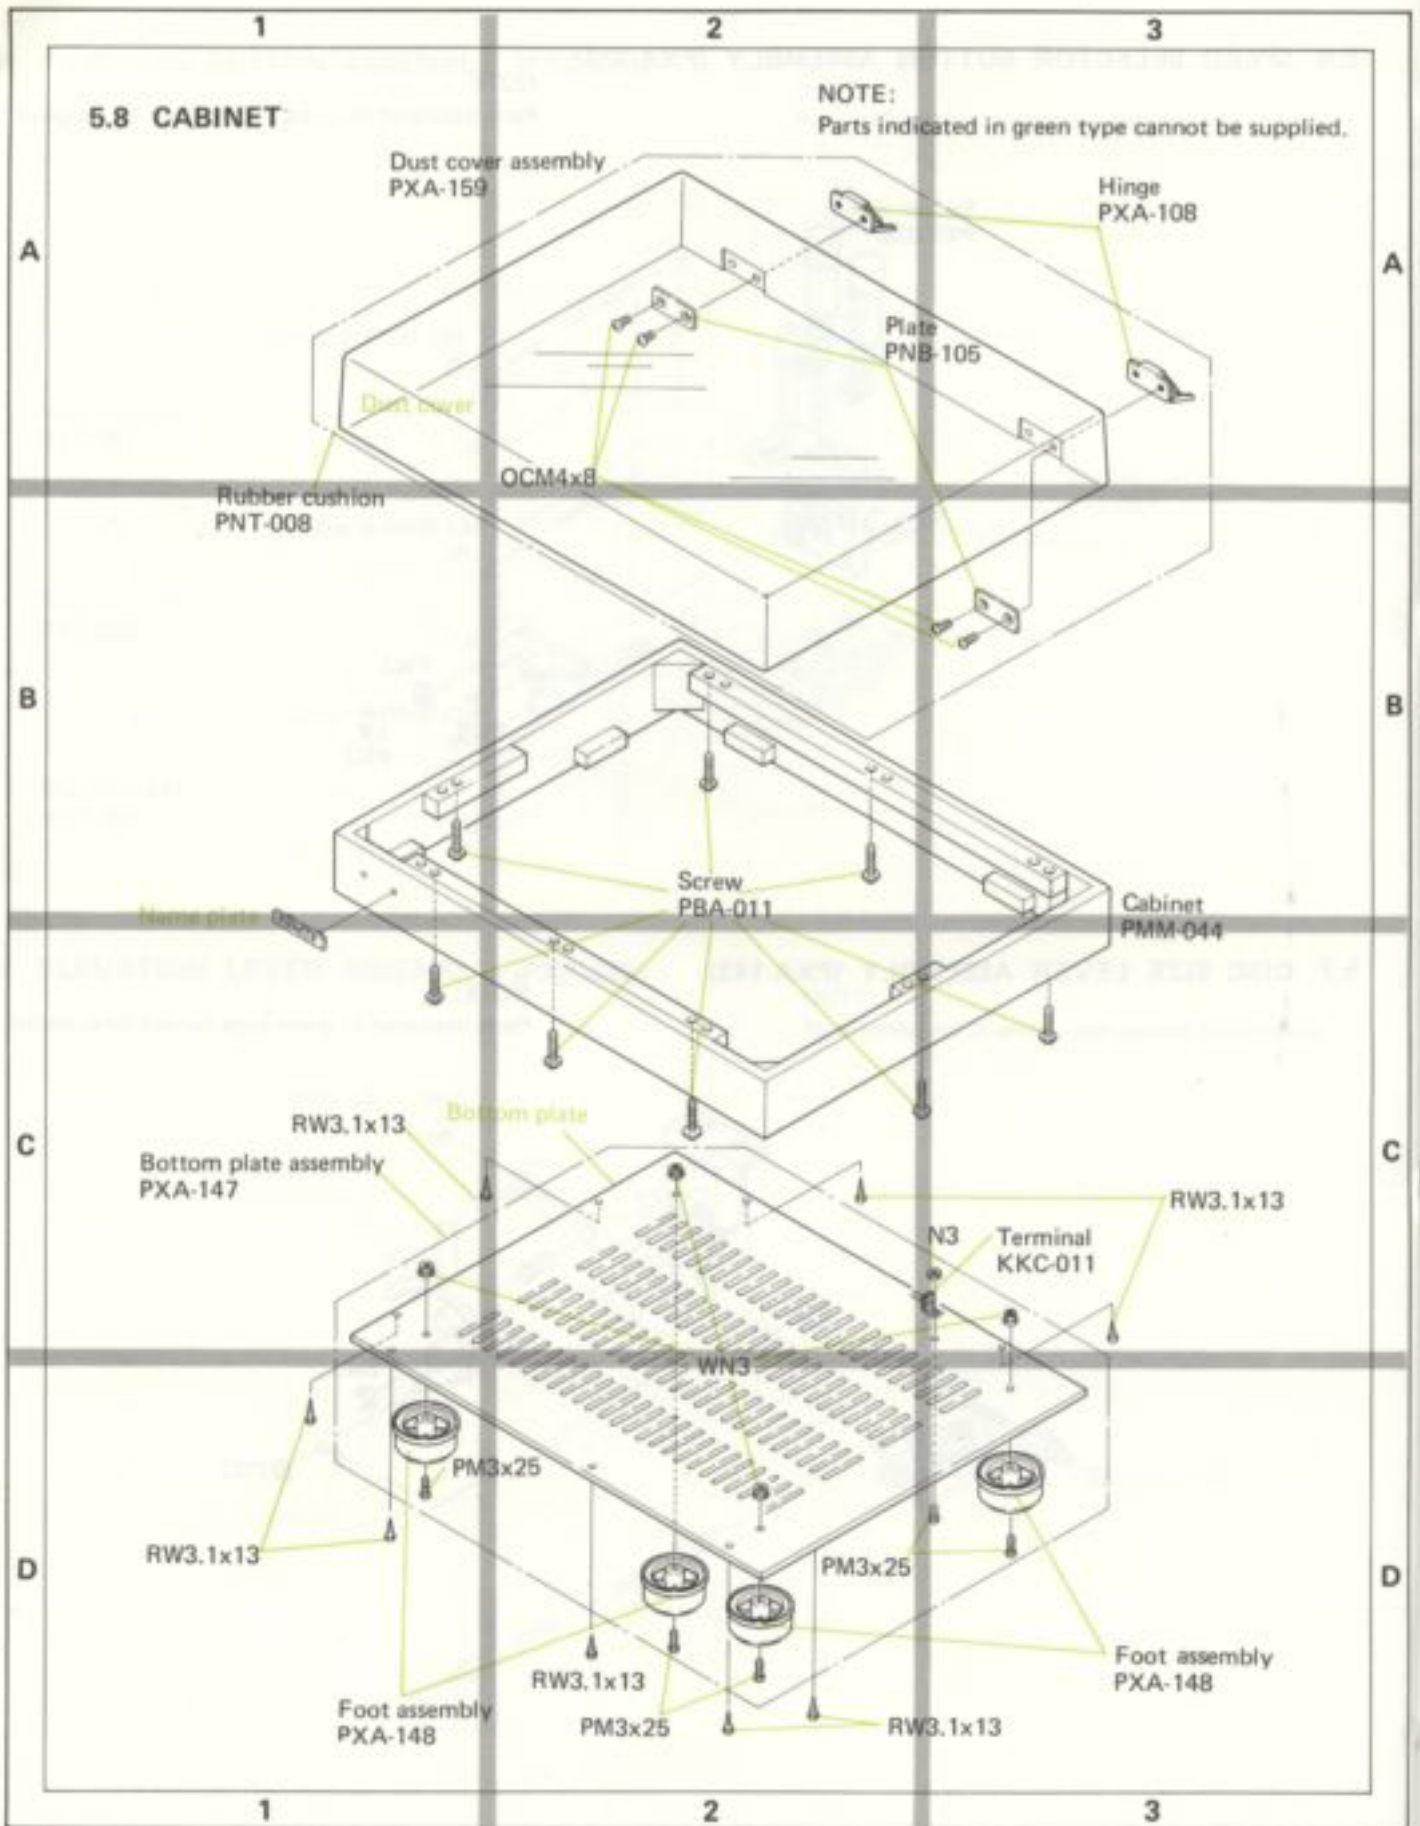 1 2 3
5.8 CABINET
NOTE:
Parts indicated in green type cannot be supplied.
Dust cover assembly
PXA-159
Hinge
PXA-108
A
A
Plate
PNB-105
Dust cover
OCM4x8
Rubber cushion
PNT-008
B
B
Screw
PBA-011
Cabinet
PMM-044
Name plate
RW3.1x13
Bottom plate
C
C
Bottom plate assembly
PXA-147
RW3.1x13
N3
Terminal
KKC-011
WN3
PM3x25
RW3.1x13
PM3x25
D
D
RW3.1x13
Foot assembly
PXA-148
Foot assembly
PXA-148
PM3x25
RW3.1x13
1 2 3